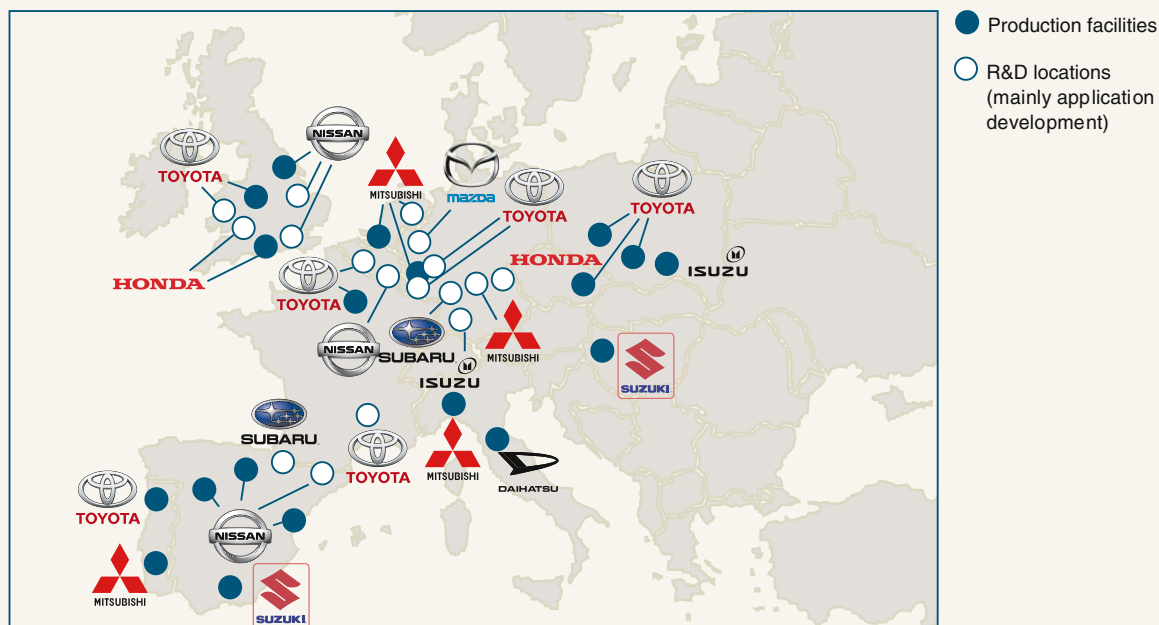 Production facilities
R&D locations
(mainly application
development)
NISSAN
TOYOTA
MITSUBISHI
mazda
TOYOTA
TOYOTA
HONDA
ISUZU
HONDA
TOYOTA
NISSAN
SUBARU
MITSUBISHI
ISUZU
SUZUKI
SUBARU
TOYOTA
MITSUBISHI
DAIHATSU
TOYOTA
NISSAN
MITSUBISHI
SUZUKI